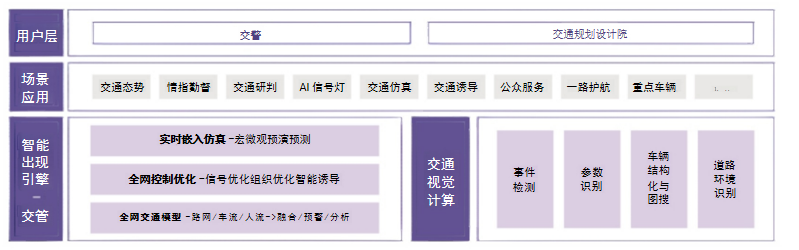 用户层
交警
交通规划设计院
场景
应用
交通态势
情指勤督
交通研判
AI 信号灯
交通仿真
交通诱导
公众服务
一路护航
重点车辆
智能
出现
引擎
–
交管
实时嵌入仿真 –宏微观预演预测
全网控制优化 –信号优化组织优化智能诱导
全网交通模型 –路网/车流/人流–>融合/预警/分析
交通
视觉
计算
事件
检测
参数
识别
车辆
结构
化与
图搜
道路
环境
识别